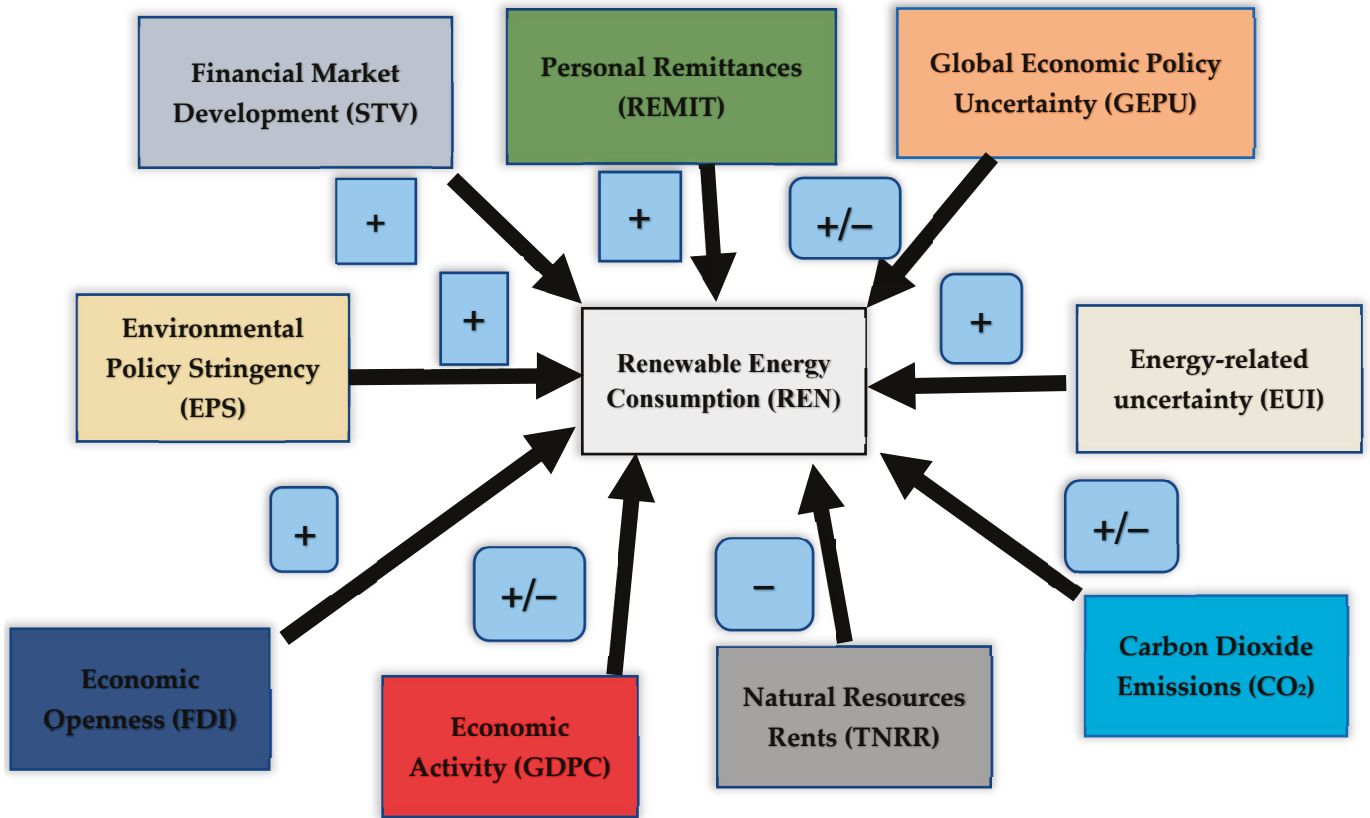 Financial Market
Development (STV)
Personal Remittances
(REMIT)
Global Economic Policy
Uncertainty (GEPU)
+
+
+/−
Environmental
Policy Stringency
(EPS)
+
Renewable Energy
Consumption (REN)
+
Energy-related
uncertainty (EUI)
+
+/−
−
+/−
Economic
Openness (FDI)
Economic
Activity (GDPC)
Natural Resources
Rents (TNRR)
Carbon Dioxide
Emissions (CO₂)